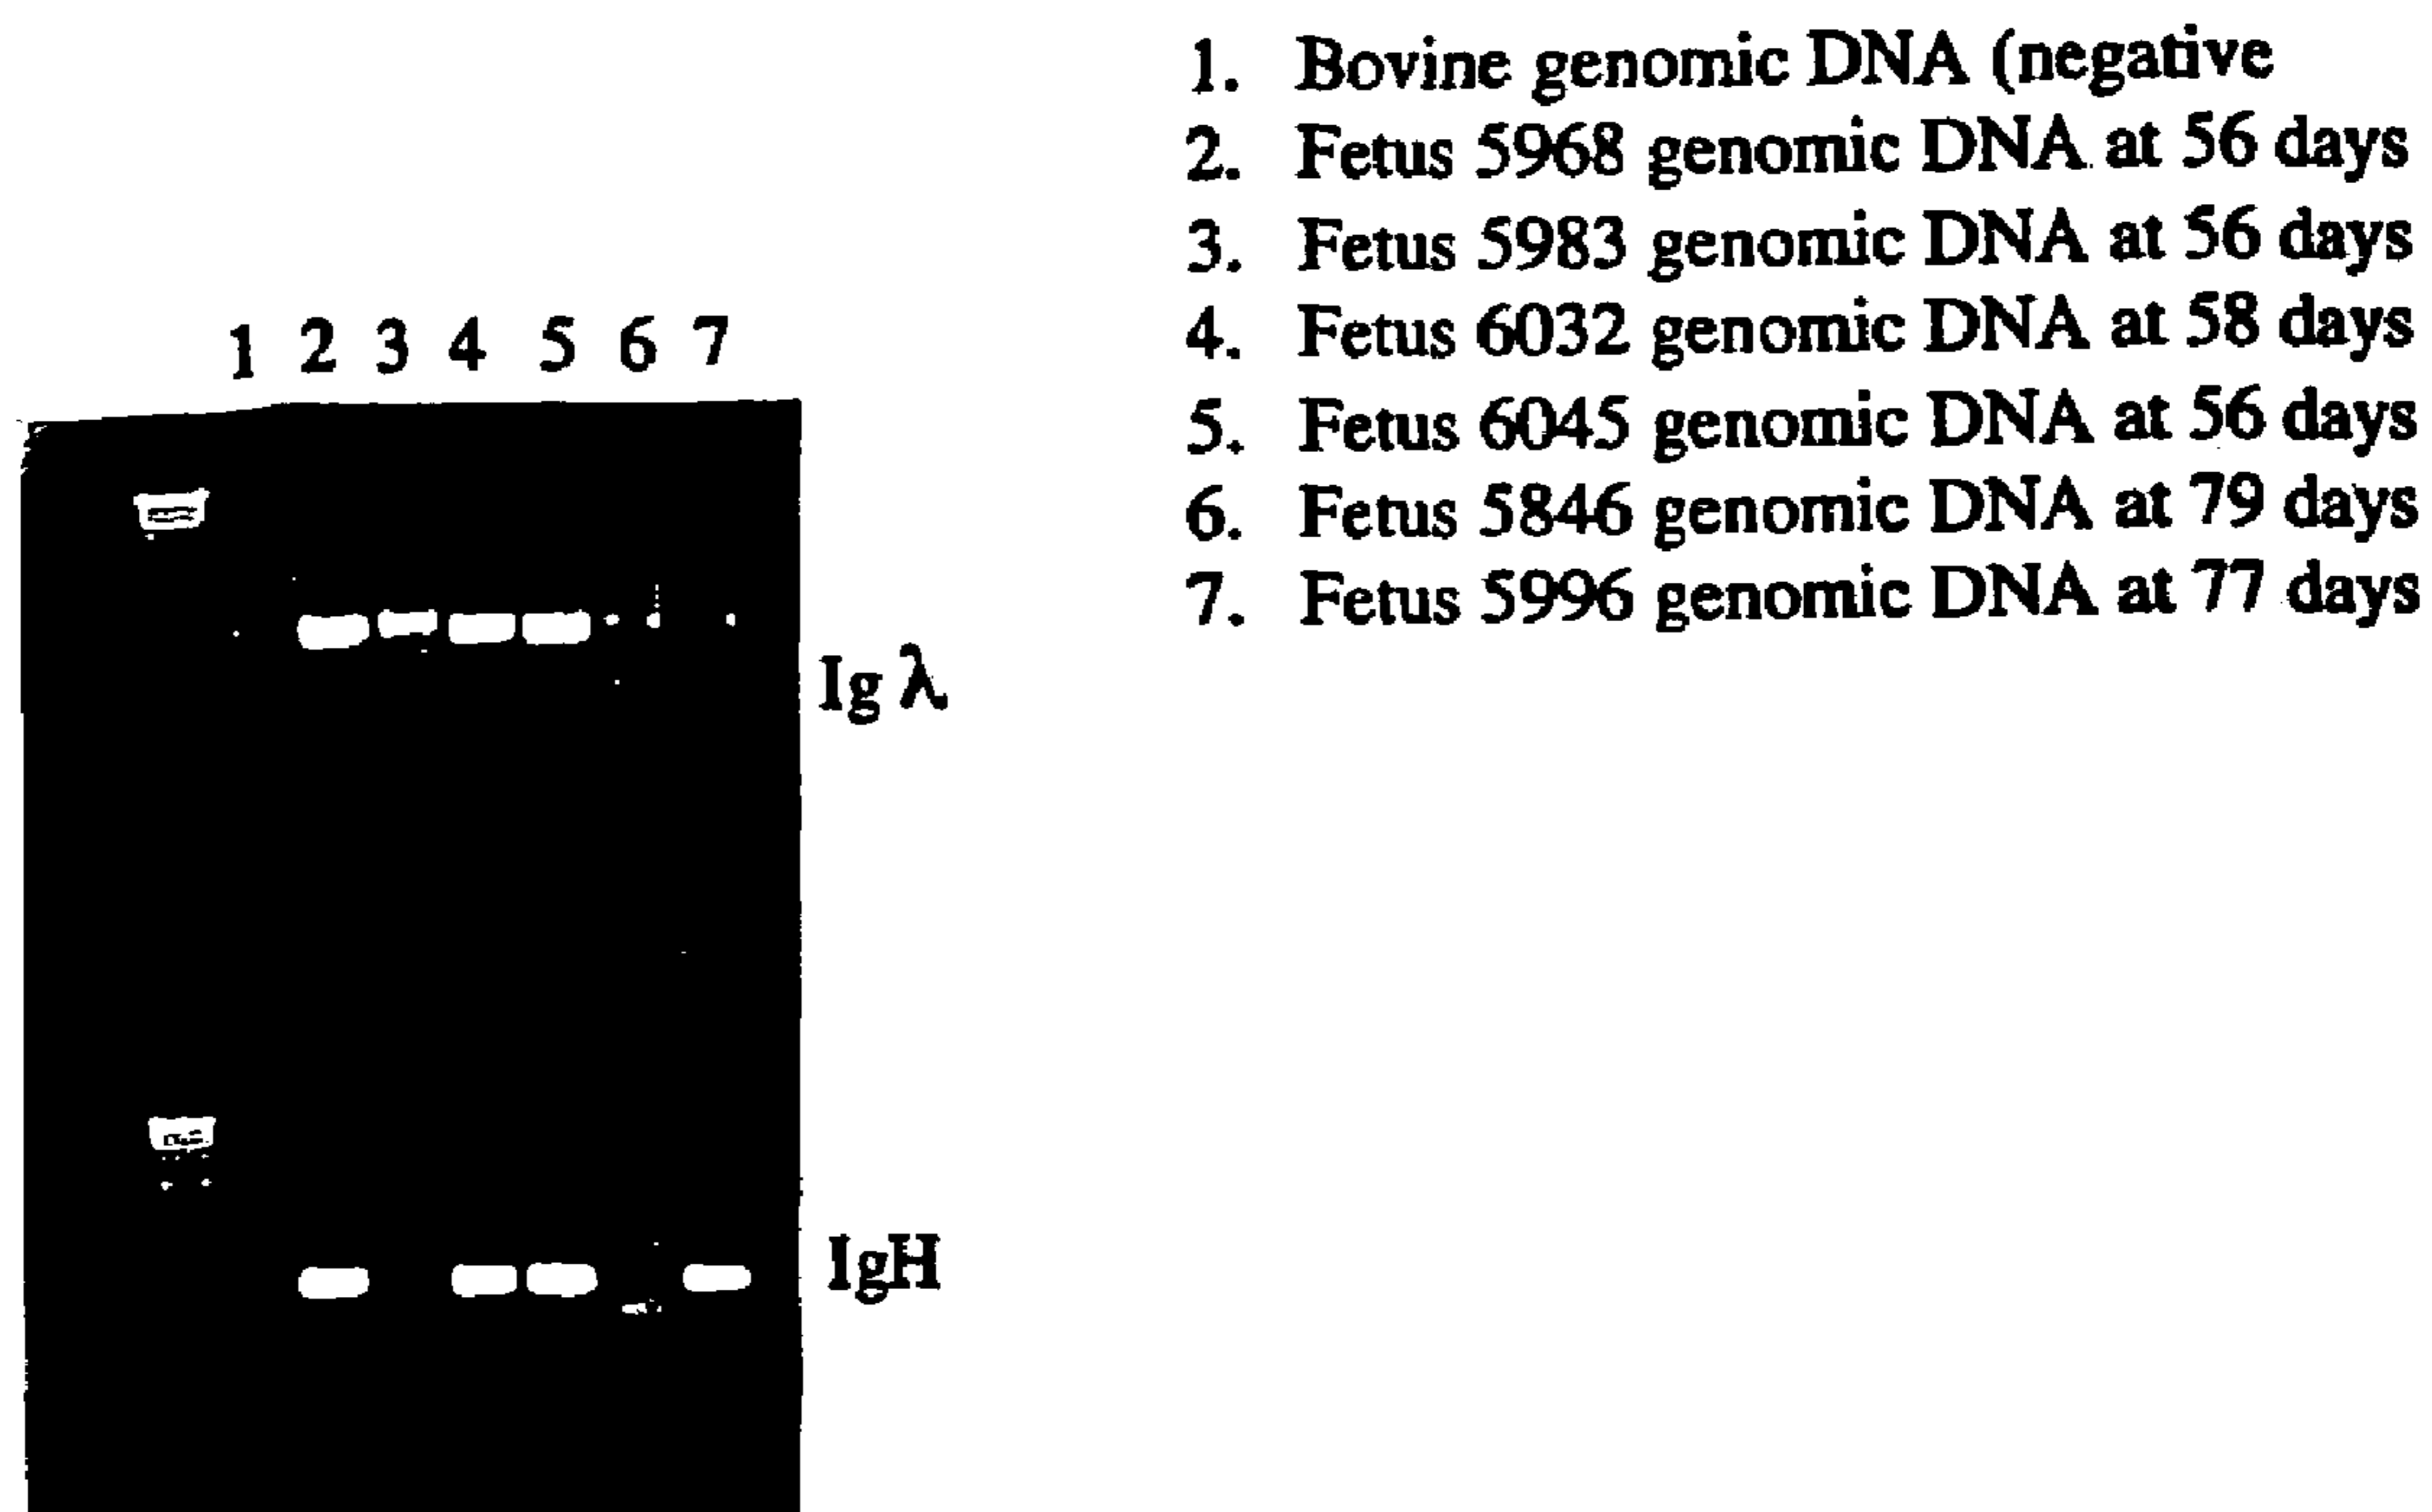 1. Bovine genomic DNA (negative
2. Fetus 5968 genomic DNA at 56 days
3. Fetus 5983 genomic DNA at 56 days
4. Fetus 6032 genomic DNA at 58 days
5. Fetus 6045 genomic DNA at 56 days
6. Fetus 5846 genomic DNA at 79 days
7. Fetus 5996 genomic DNA at 77 days
1 2 3 4 5 6 7
Ig λ
IgH